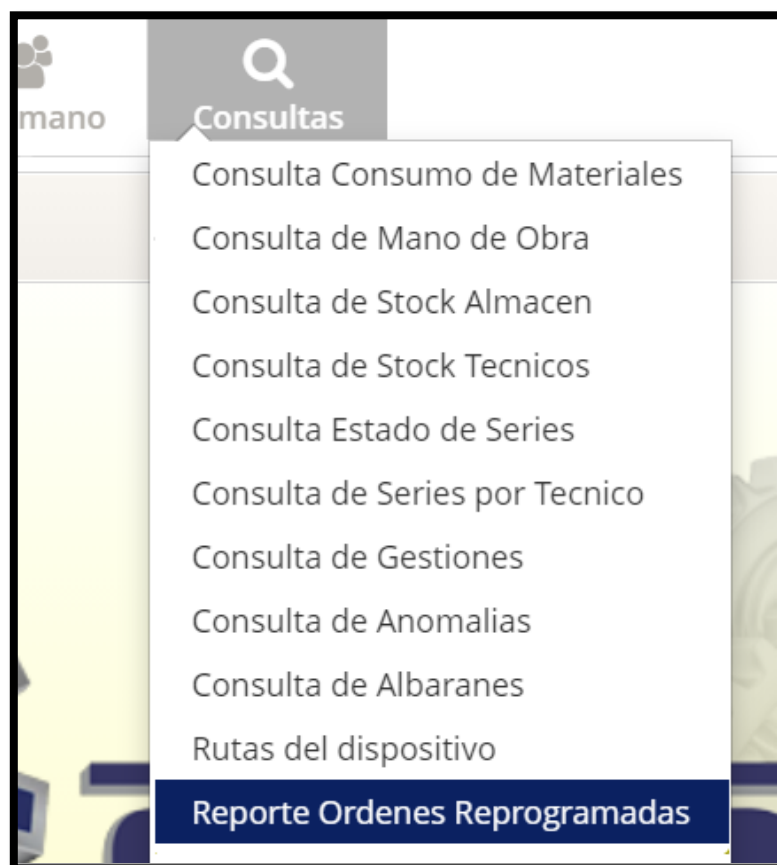 mano
Consultas
Consulta Consumo de Materiales
Consulta de Mano de Obra
Consulta de Stock Almacen
Consulta de Stock Tecnicos
Consulta Estado de Series
Consulta de Series por Tecnico
Consulta de Gestiones
Consulta de Anomalias
Consulta de Albaranes
Rutas del dispositivo
Reporte Ordenes Reprogramadas